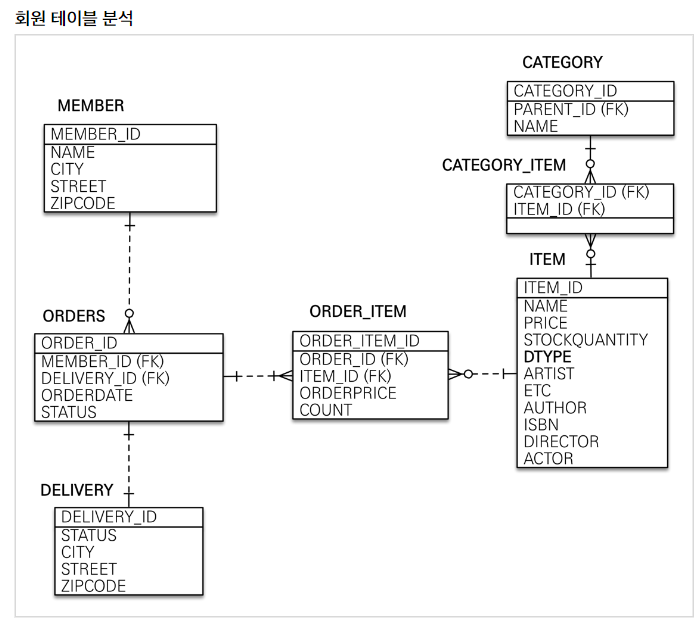 회원 테이블 분석
MEMBER
MEMBER_ID
NAME
CITY
STREET
ZIPCODE
ORDERS
ORDER_ID
MEMBER_ID (FK)
DELIVERY_ID (FK)
ORDERDATE
STATUS
DELIVERY
DELIVERY_ID
STATUS
CITY
STREET
ZIPCODE
ORDER_ITEM
ORDER_ITEM_ID
ORDER_ID (FK)
ITEM_ID (FK)
ORDERPRICE
COUNT
CATEGORY
CATEGORY_ID
PARENT_ID (FK)
NAME
CATEGORY_ITEM
CATEGORY_ID (FK)
ITEM_ID (FK)
ITEM
ITEM_ID
NAME
PRICE
STOCKQUANTITY
DTYPE
ARTIST
ETC
AUTHOR
ISBN
DIRECTOR
ACTOR